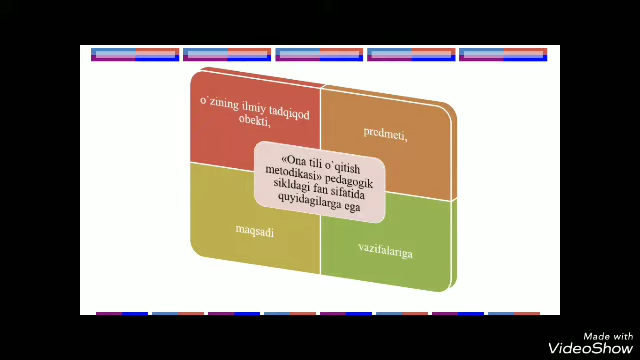 o`zining ilmiy tadqiqod
obekti,
predmeti,
«Ona tili o`qitish
metodikasi» pedagogik
sikldagi fan sifatida
quyidagilarga ega
maqsadi
vazifalariga
Made with
VideoShow